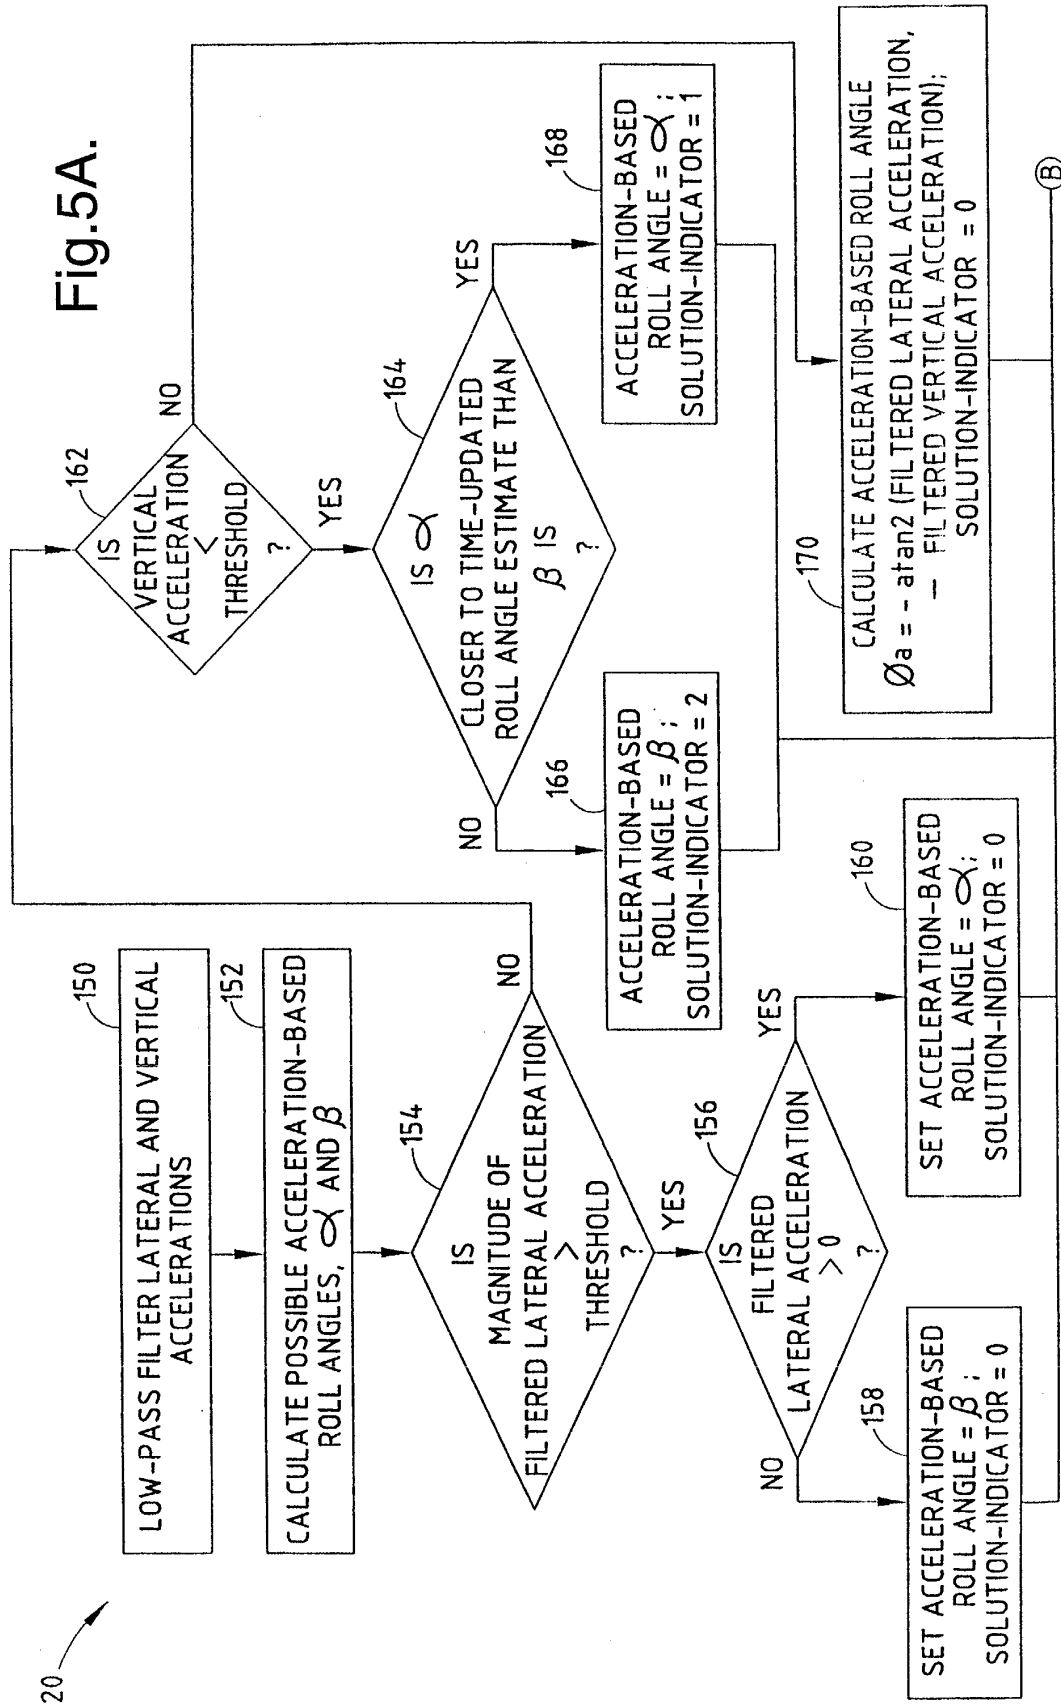 Fig.5A.
20
150
LOW-PASS FILTER LATERAL AND VERTICAL
ACCELERATIONS
152
CALCULATE POSSIBLE ACCELERATION-BASED
ROLL ANGLES, α AND β
154
IS
MAGNITUDE OF
FILTERED LATERAL ACCELERATION
>
THRESHOLD
?
NO
YES
156
IS
FILTERED
LATERAL ACCELERATION
>0
?
NO
YES
158
SET ACCELERATION-BASED
ROLL ANGLE = β ;
SOLUTION-INDICATOR = 0
160
SET ACCELERATION-BASED
ROLL ANGLE = α;
SOLUTION-INDICATOR = 0
162
IS
VERTICAL
ACCELERATION
<
THRESHOLD
?
NO
YES
164
IS α
CLOSER TO TIME-UPDATED
ROLL ANGLE ESTIMATE THAN
β IS
?
NO
YES
166
ACCELERATION-BASED
ROLL ANGLE = β ;
SOLUTION-INDICATOR = 2
168
ACCELERATION-BASED
ROLL ANGLE = α ;
SOLUTION-INDICATOR = 1
170
CALCULATE ACCELERATION-BASED ROLL ANGLE
Øa = - atan2 (FILTERED LATERAL ACCELERATION,
— FILTERED VERTICAL ACCELERATION);
SOLUTION-INDICATOR = 0
B